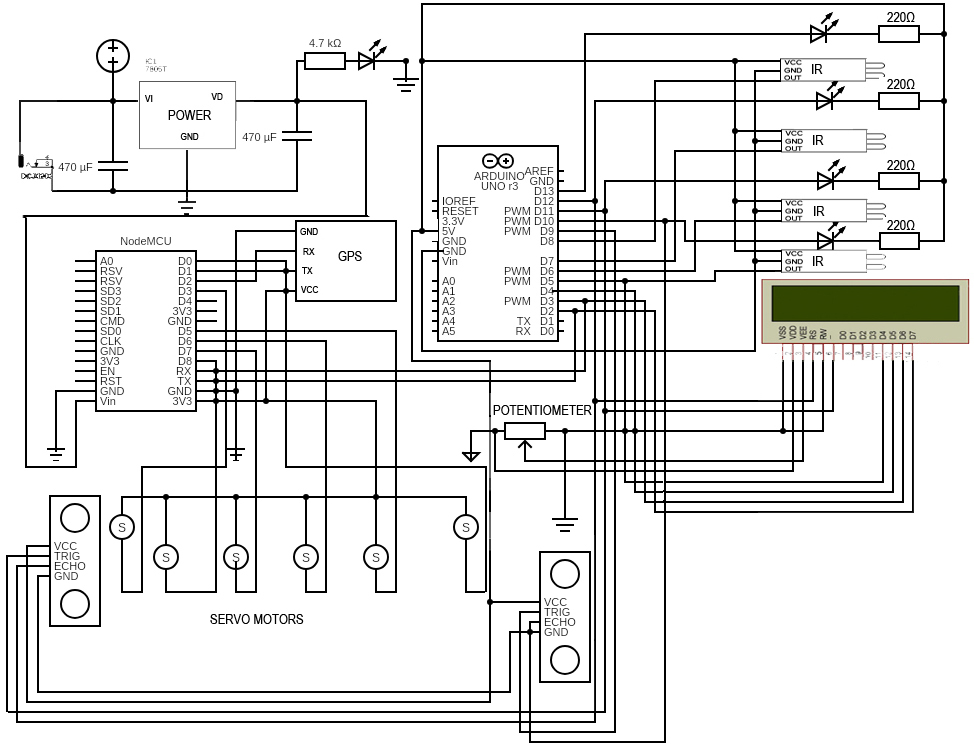 4.7 kΩ
220Ω
IC1
7805T
VI
VD
POWER
GND
470 µF
470 µF
VCC
GND
OUT
IR
220Ω
VCC
GND
OUT
IR
220Ω
VCC
GND
OUT
IR
220Ω
VCC
GND
OUT
IR
ARDUINO
UNO r3
IOREF
RESET
3.3V
5V
GND
GND
Vin
A0
A1
A2
A3
A4
A5
AREF
GND
D13
D12
PWM D11
PWM D10
PWM D9
D8
D7
PWM D6
PWM D5
D4
PWM D3
D2
TX D1
RX D0
NodeMCU
A0
RSV
RSV
SD3
SD2
SD1
CMD
SD0
CLK
GND
3V3
EN
RST
GND
Vin
D0
D1
D2
D3
D4
3V3
GND
D5
D6
D7
D8
RX
TX
GND
3V3
GND
RX
TX
VCC
GPS
VSS
VDD
VEE
RS
RW
D0
D1
D2
D3
D4
D5
D6
D7
POTENTIOMETER
S
S
S
S
S
S
SERVO MOTORS
VCC
TRIG
ECHO
GND
VCC
TRIG
ECHO
GND